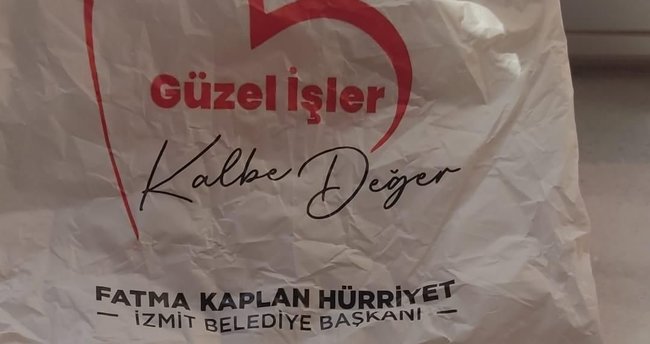 Güzel İşler
Kalbe Değer
FATMA KAPLAN HÜRRİYET
— İZMİT BELEDİYE BAŞKANI —